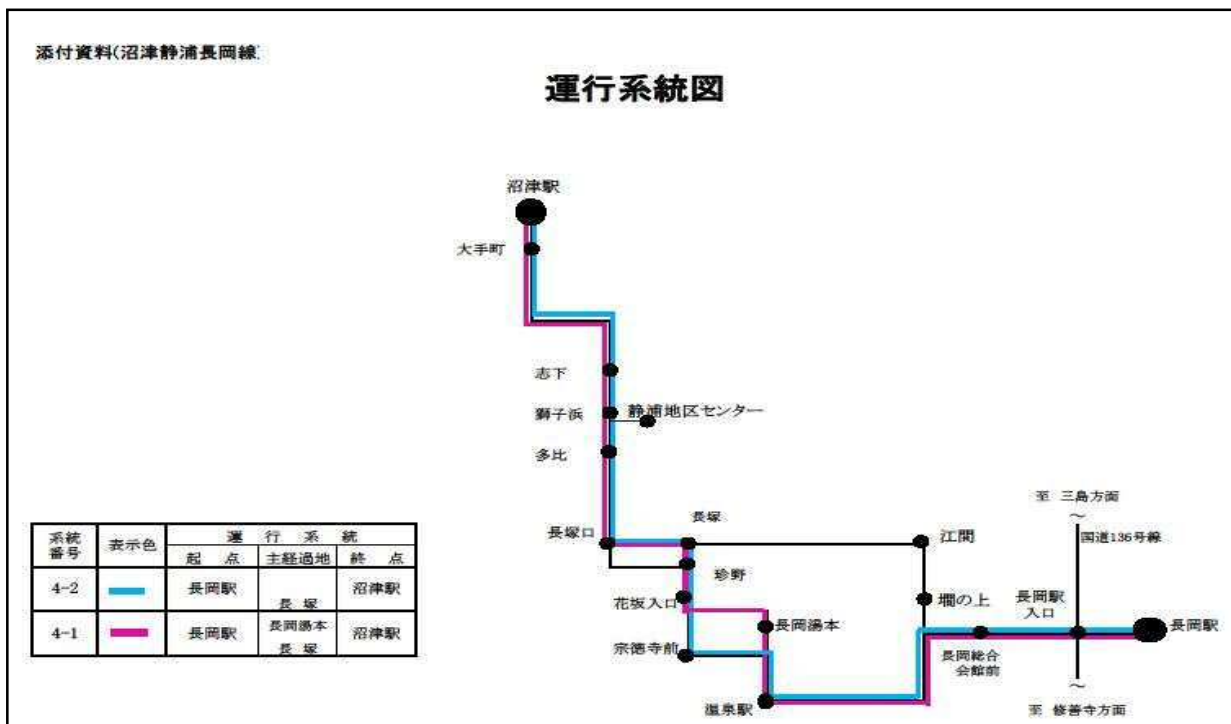 添付資料(沼津静浦長岡線)
運行系統図
沼津駅
大手町
志下
獅子浜
静浦地区センター
多比
至 三島方面
長塚口
長塚
江間
国道136号線
珍野
花坂入口
墹の上
長岡駅
入口
長岡駅
長岡湯本
宗徳寺前
長岡総合
会館前
温泉駅
至 修善寺方面
系統
番号
表示色
運 行 系 統
起 点
主経過地
終 点
4-2
長岡駅
長 塚
沼津駅
4-1
長岡駅
長岡湯本
長 塚
沼津駅